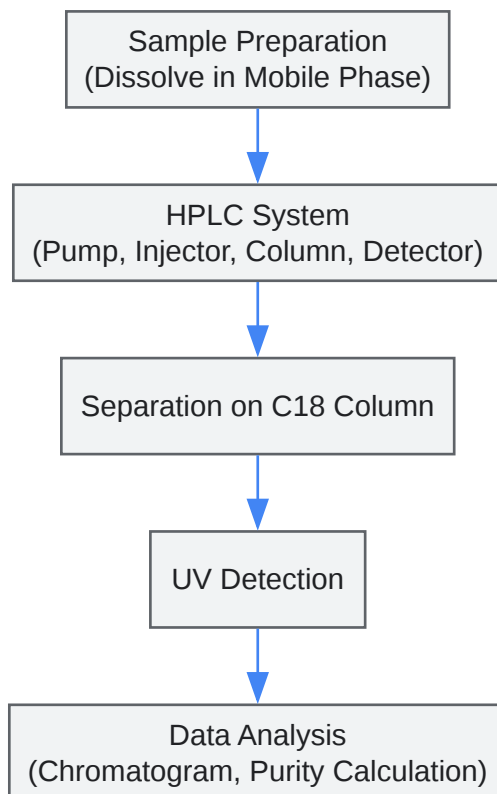 Sample Preparation
(Dissolve in Mobile Phase)
HPLC System
(Pump, Injector, Column, Detector)
Separation on C18 Column
UV Detection
Data Analysis
(Chromatogram, Purity Calculation)